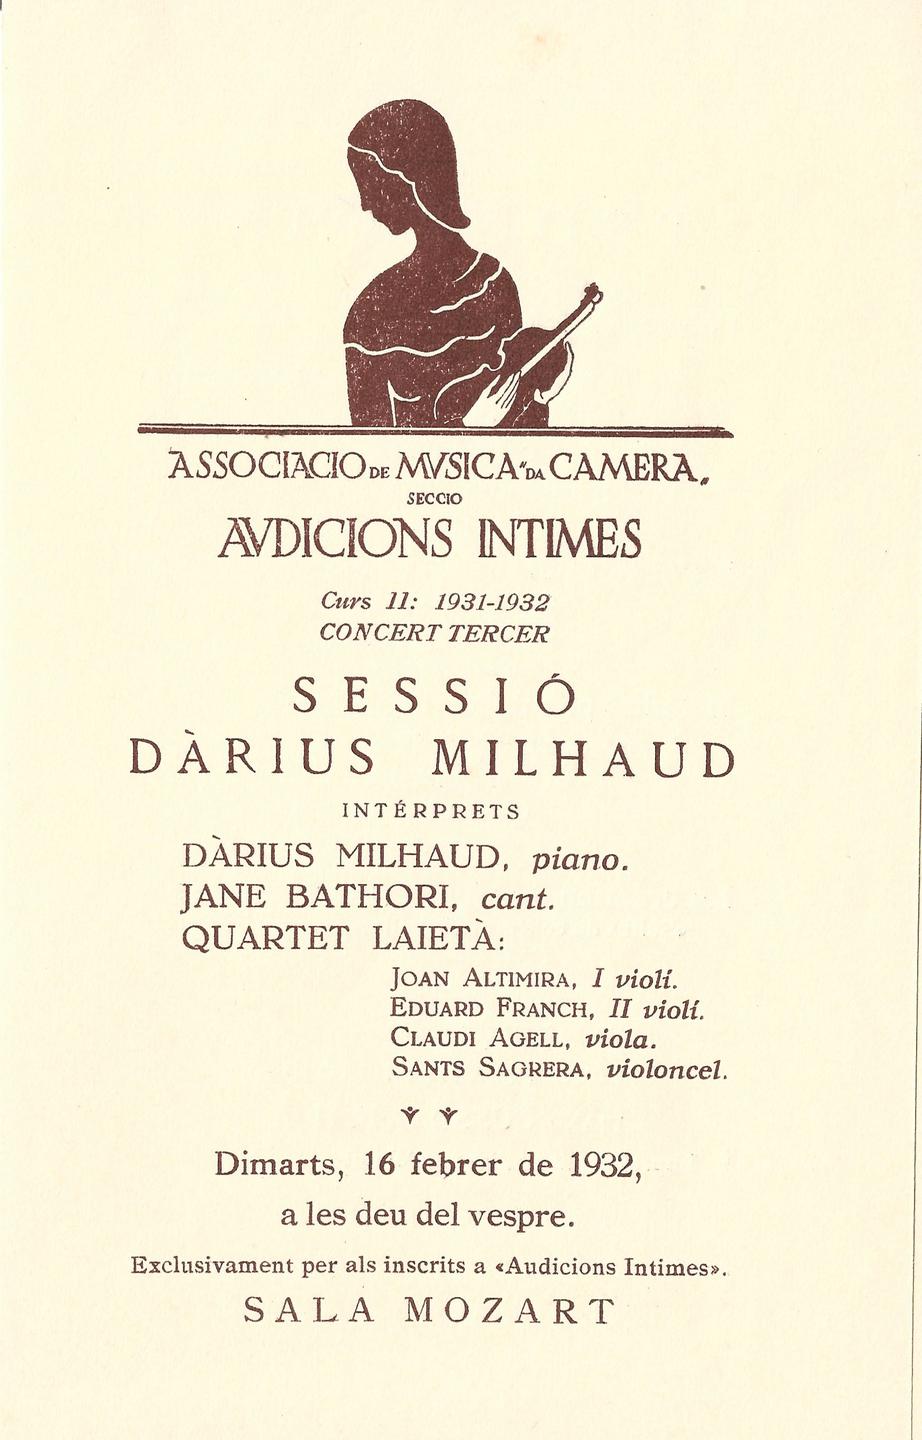 ASSOCIACIO DE MVSICA "DA CAMERA"
SECCIO
AVDICIONS INTIMES
Curs II: 1931-1932
CONCERT TERCER
SESSIÓ
DÀRIUS MILHAUD
INTÉRPRETS
DÀRIUS MILHAUD, piano.
JANE BATHORI, cant.
QUARTET LAIETÀ:
JOAN ALTIMIRA, I violí.
EDUARD FRANCH, II violí.
CLAUDI AGELL, viola.
SANTS SAGRERA, violoncel.
Dimarts, 16 febrer de 1932,
a les deu del vespre.
Exclusivament per als inscrits a «Audicions Intimes».
SALA MOZART